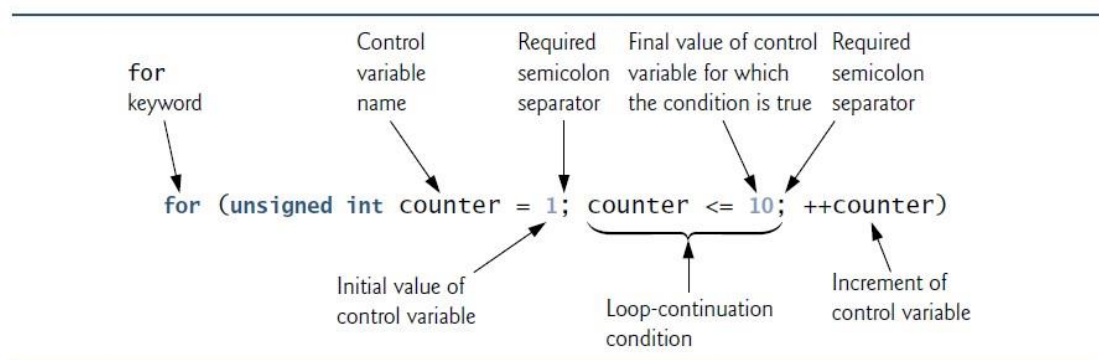 for
keyword
Control
variable
name
Required
semicolon
separator
Final value of control
variable for which
the condition is true
Required
semicolon
separator
for (unsigned int counter = 1; counter <= 10; ++counter)
Initial value of
control variable
Loop-continuation
condition
Increment of
control variable